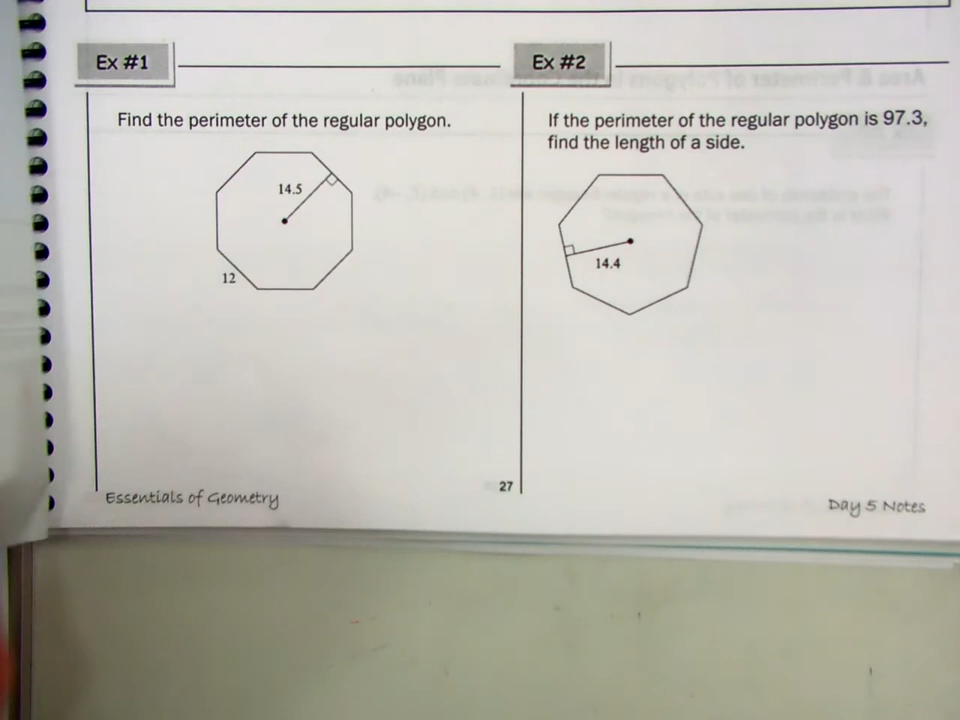 Ex #1
Find the perimeter of the regular polygon.
14.5
12
Ex #2
If the perimeter of the regular polygon is 97.3,
find the length of a side.
14.4
Essentials of Geometry
27
Day 5 Notes